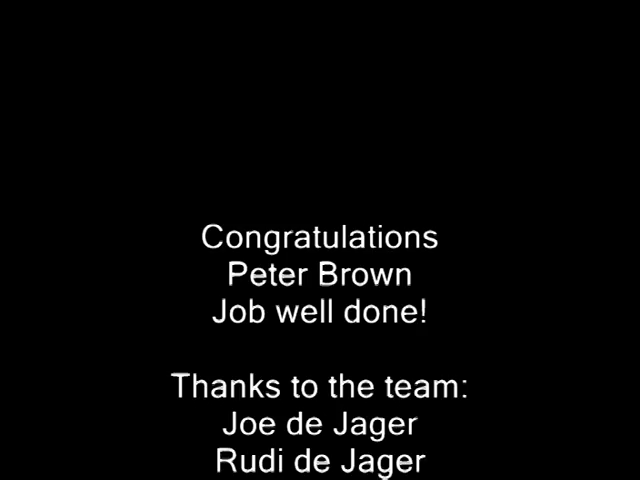 Congratulations
Peter Brown
Job well done!
Thanks to the team:
Joe de Jager
Rudi de Jager